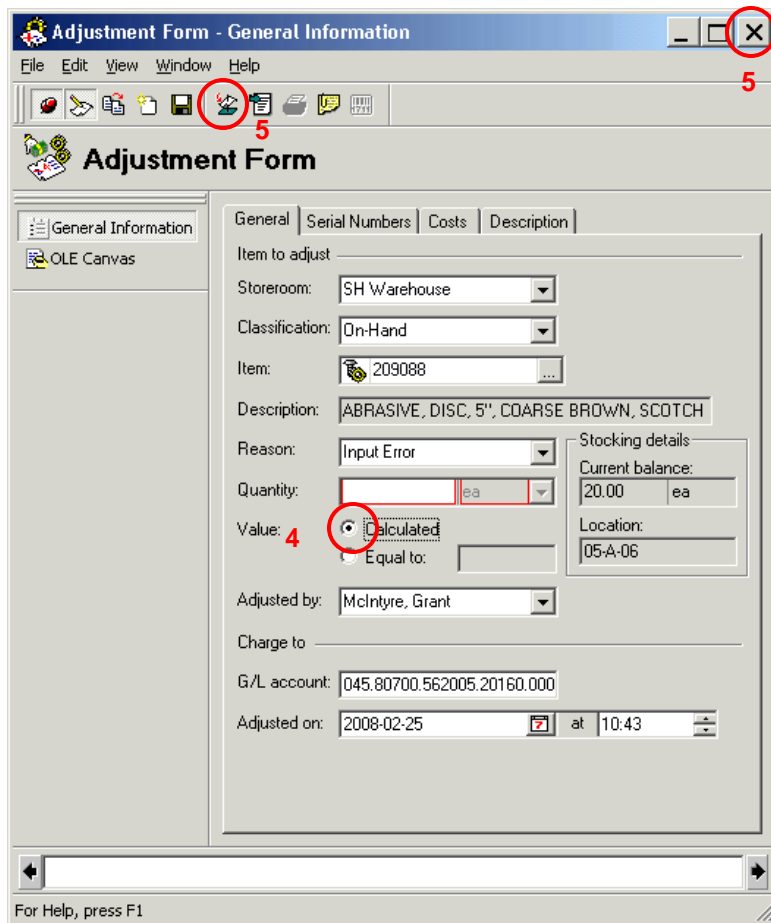 Adjustment Form - General Information
5
File Edit View Window Help
5
Adjustment Form
General Information
OLE Canvas
General Serial Numbers Costs Description
Item to adjust
Storeroom: SH Warehouse
Classification: On-Hand
Item: 209088 ...
Description: ABRASIVE, DISC, 5", COARSE BROWN, SCOTCH
Reason: Input Error
Stocking details
Current balance:
20.00 ea
Quantity: ea
Location:
05-A-06
Value: 4 Calculated
Equal to:
Adjusted by: McIntyre, Grant
Charge to
G/L account: 045.80700.562005.20160.000
Adjusted on: 2008-02-25 ? at 10:43
For Help, press F1